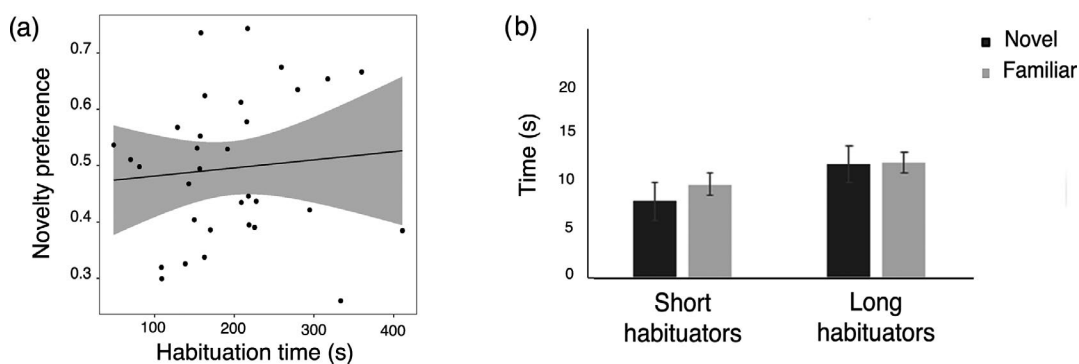 (a)
Novelty preference
0.7
0.6
0.5
0.4
0.3
100 200 300 400
Habituation time (s)
(b)
Novel
Familiar
Time (s)
20
15
10
5
0
Short
habituators
Long
habituators